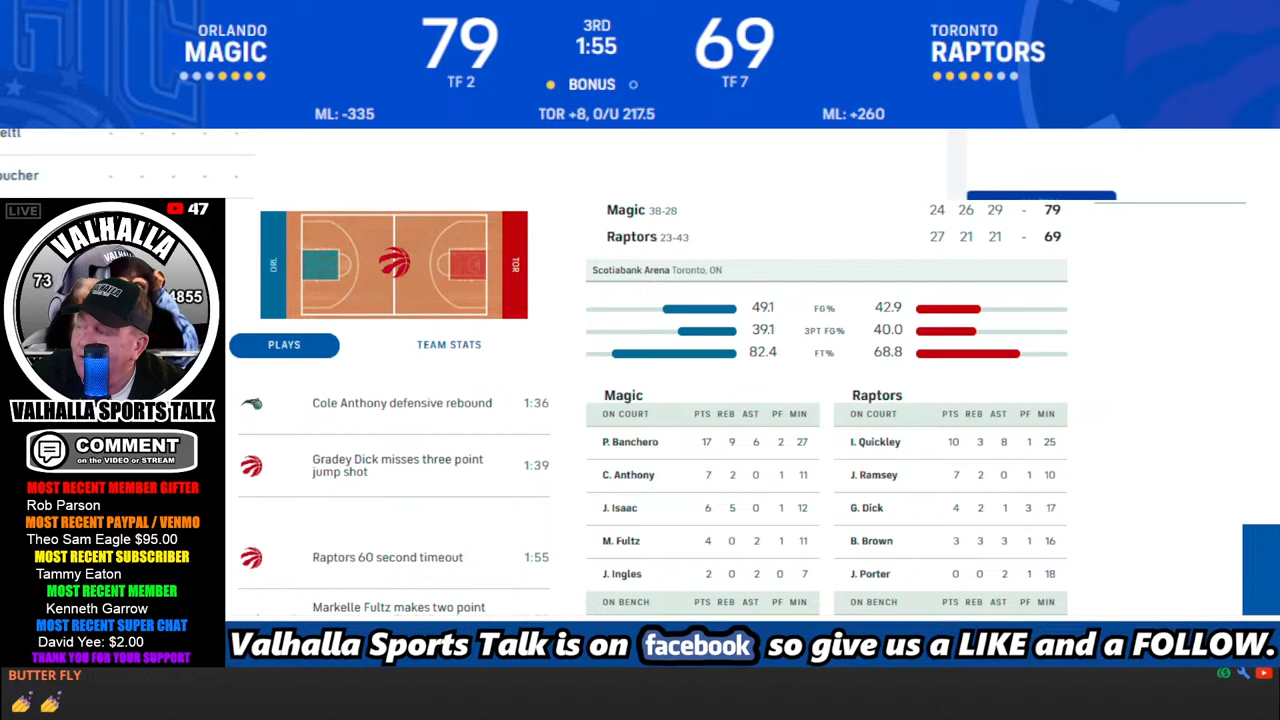 ORLANDO
MAGIC
79
TF 2
3RD
1:55
BONUS
69
TF 7
TORONTO
RAPTORS
ML: -335
TOR +8, O/U 217.5
ML: +260
eltl - - - -
oucher - - - - -
LIVE
47
VALHALLA
73
4855
VALHALLA SPORTS TALK
COMMENT
on the VIDEO or STREAM
MOST RECENT MEMBER GIFTER
Rob Parson
MOST RECENT PAYPAL / VENMO
Theo Sam Eagle $95.00
MOST RECENT SUBSCRIBER
Tammy Eaton
MOST RECENT MEMBER
Kenneth Garrow
MOST RECENT SUPER CHAT
David Yee: $2.00
THANK YOU FOR YOUR SUPPORT
ORL
TOR
PLAYS
TEAM STATS
Cole Anthony defensive rebound 1:36
Gradey Dick misses three point 1:39
jump shot
Raptors 60 second timeout 1:55
Markelle Fultz makes two point
Magic 38-28 24 26 29 - 79
Raptors 23-43 27 21 21 - 69
Scotiabank Arena Toronto, ON
49.1 FG% 42.9
39.1 3PT FG% 40.0
82.4 FT% 68.8
Magic
ON COURT PTS REB AST PF MIN
P. Banchero 17 9 6 2 27
C. Anthony 7 2 0 1 11
J. Isaac 6 5 0 1 12
M. Fultz 4 0 2 1 11
J. Ingles 2 0 2 0 7
ON BENCH PTS REB AST PF MIN
Raptors
ON COURT PTS REB AST PF MIN
I. Quickley 10 3 8 1 25
J. Ramsey 7 2 0 1 10
G. Dick 4 2 1 3 17
B. Brown 3 3 3 1 16
J. Porter 0 0 2 1 18
ON BENCH PTS REB AST PF MIN
Valhalla Sports Talk is on facebook so give us a LIKE and a FOLLOW.
BUTTER FLY